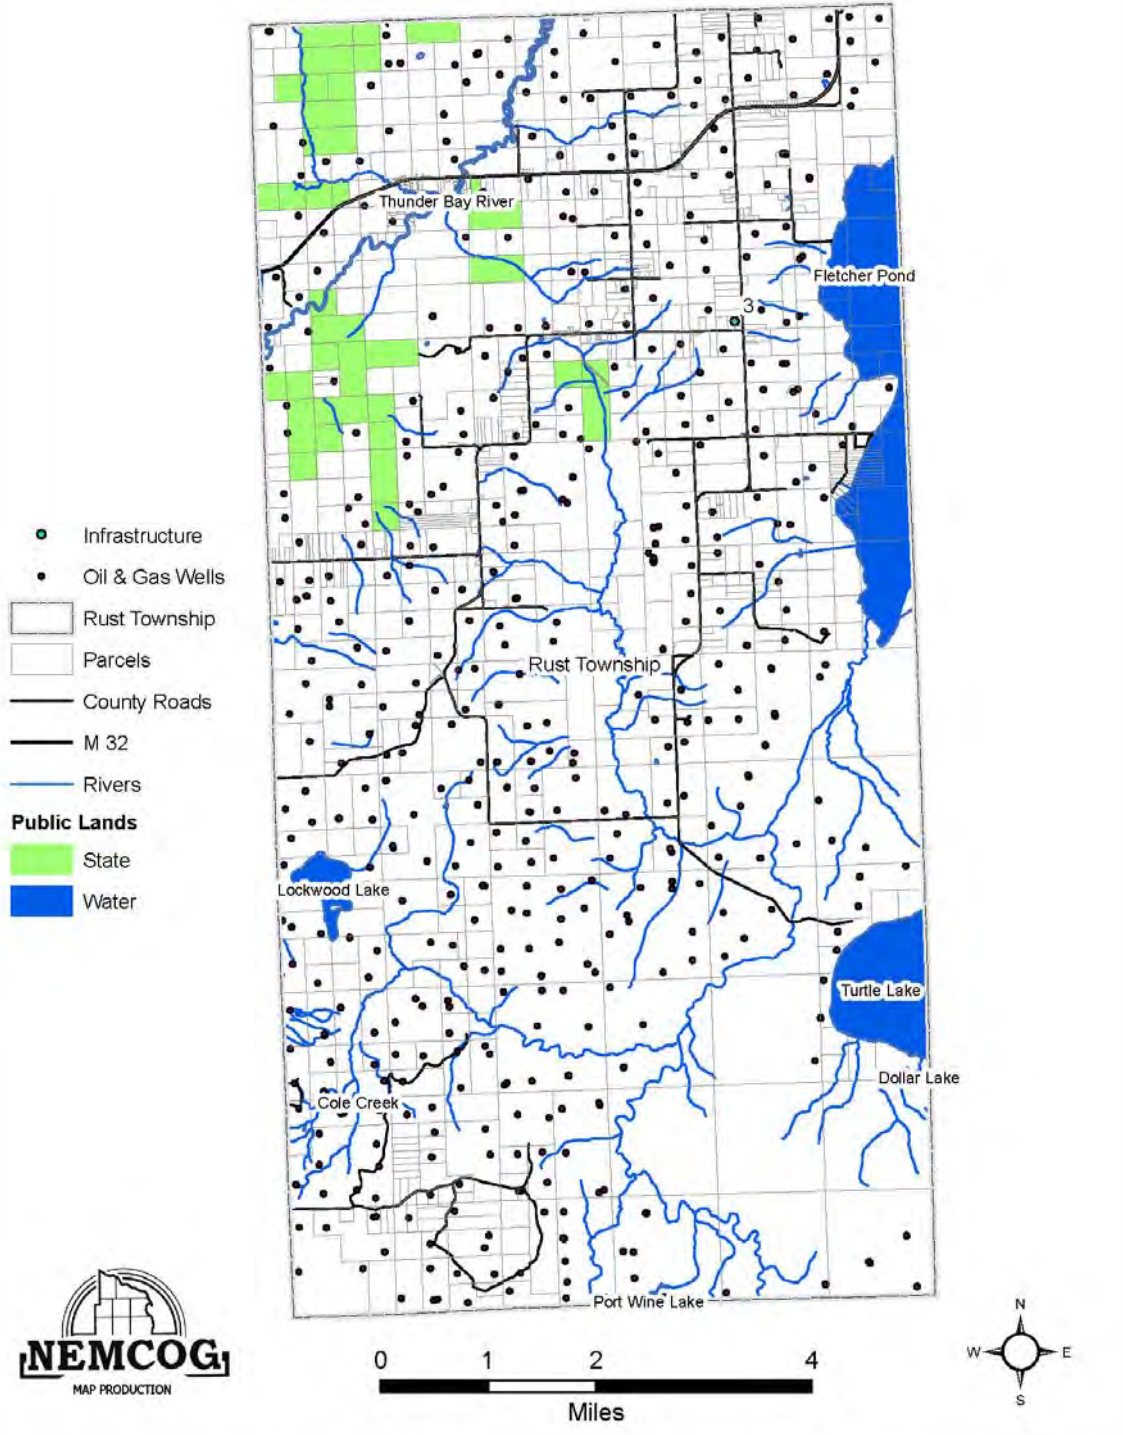 Thunder Bay River
Fletcher Pond
3
Infrastructure
Oil & Gas Wells
Rust Township
Parcels
County Roads
M 32
Rivers
Public Lands
State
Water
Rust Township
Lockwood Lake
Turtle Lake
Dollar Lake
Cole Creek
Port Wine Lake
NEMCOG
MAP PRODUCTION
0 1 2 4
Miles
N
W E
S